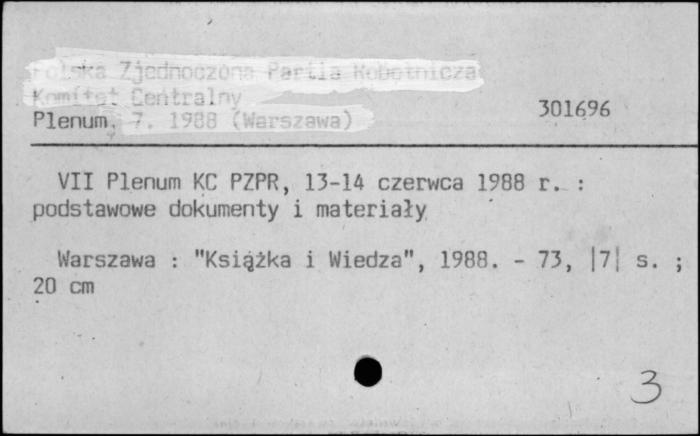 Polska Zjednoczona Partia Robotnicza
Komitet Centralny
Plenum, 7. 1988 (Warszawa)
301696
VII Plenum KC PZPR, 13-14 czerwca 1988 r. :
podstawowe dokumenty i materiały
Warszawa : "Książka i Wiedza", 1988. - 73, |7| s. ;
20 cm
3